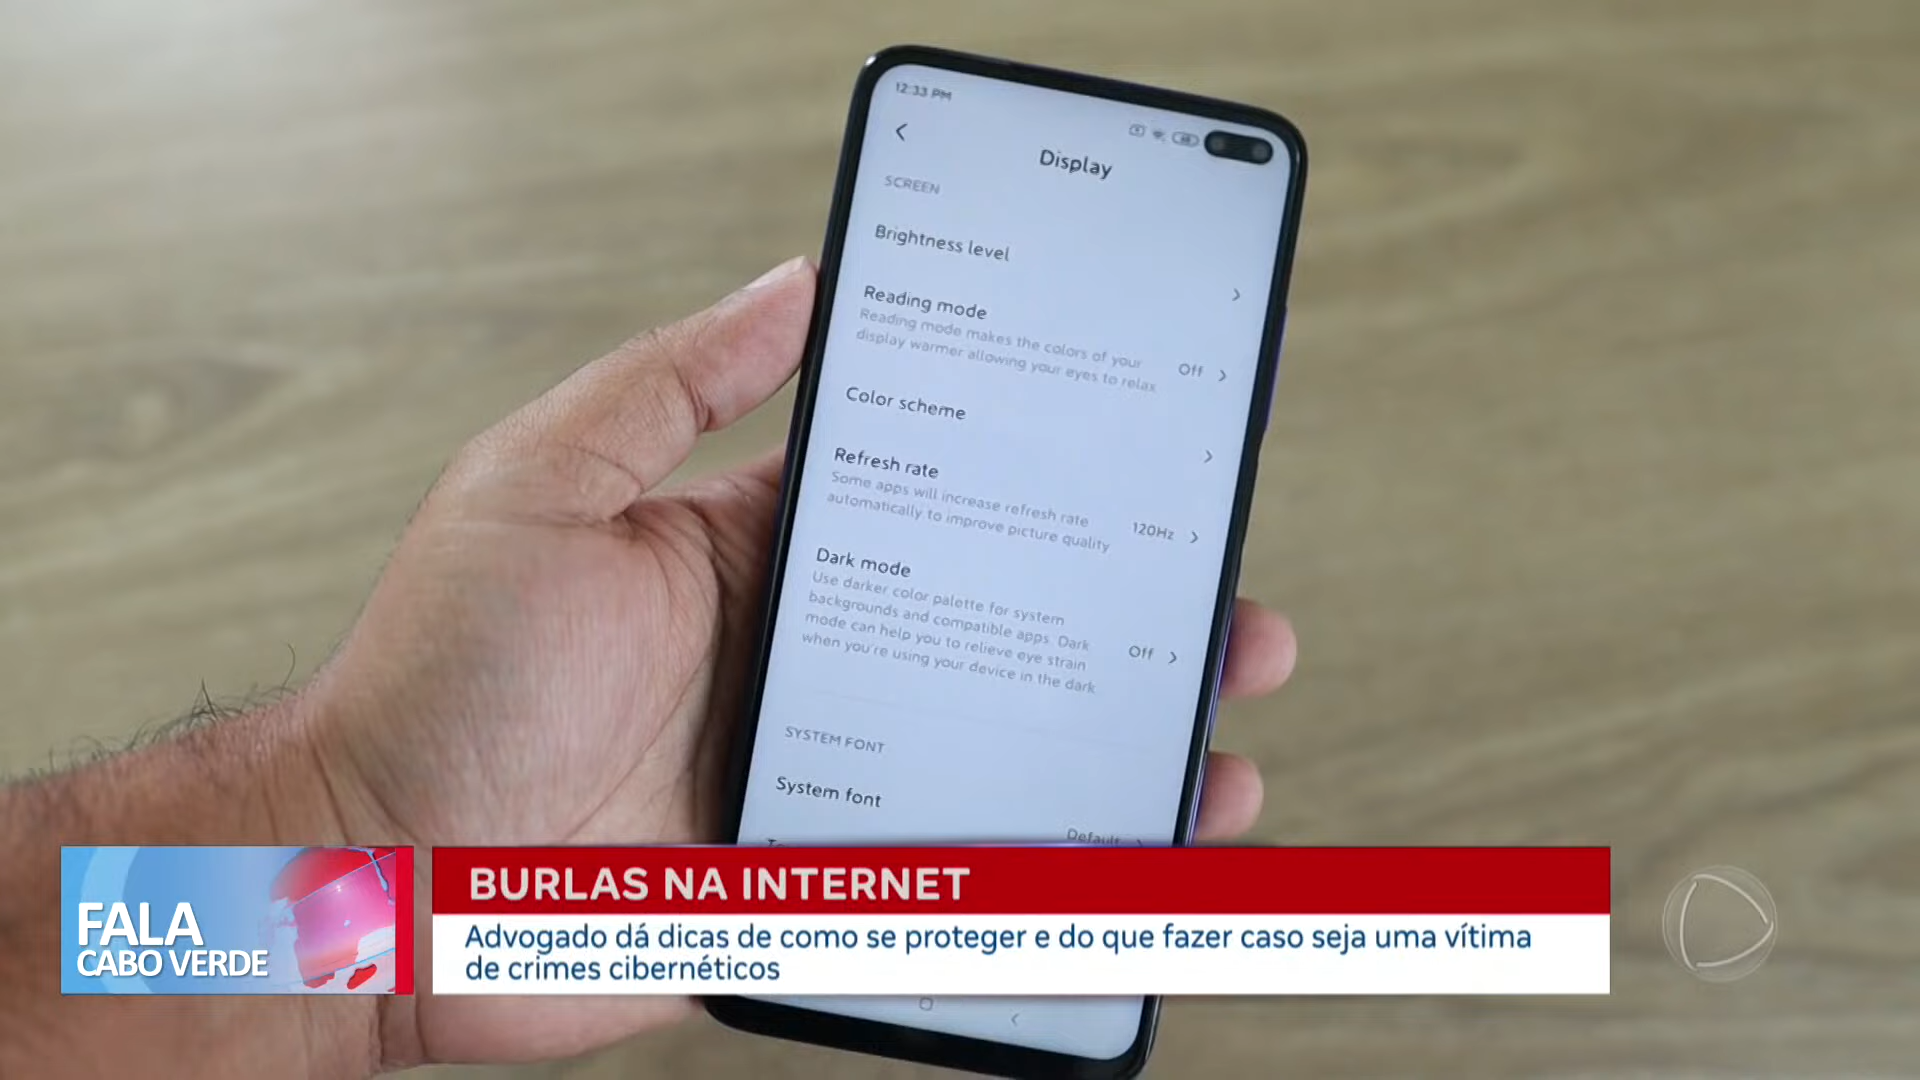 12:33 PM
Display
SCREEN
Brightness level
Reading mode
Reading mode makes the colors of your
display warmer allowing your eyes to relax
Off
Color scheme
Refresh rate
Some apps will increase refresh rate
automatically to improve picture quality
120Hz
Dark mode
Use darker color palette for system
backgrounds and compatible apps. Dark
mode can help you to relieve eye strain
when you're using your device in the dark
Off
SYSTEM FONT
System font
Default
BURLAS NA INTERNET
Advogado dá dicas de como se proteger e do que fazer caso seja uma vítima
de crimes cibernéticos
FALA
CABO VERDE